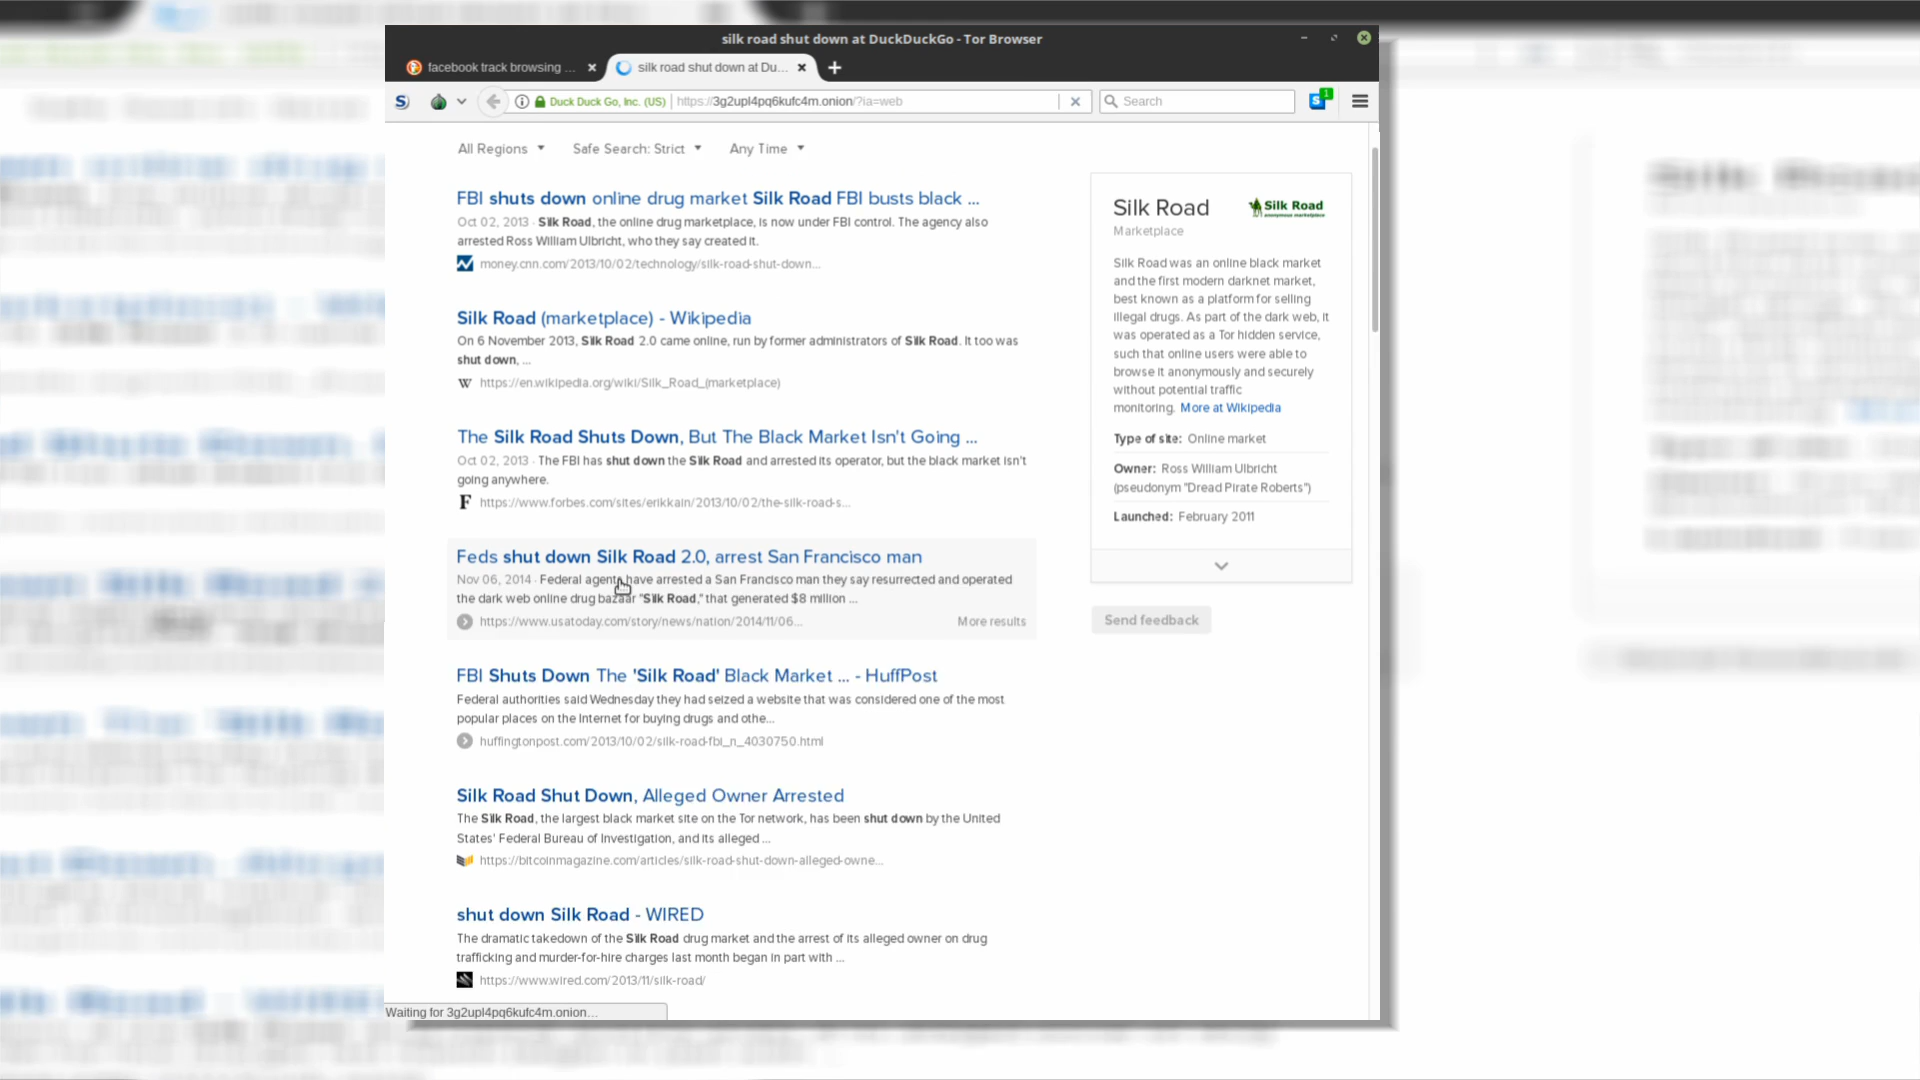 silk road shut down at DuckDuckGo - Tor Browser
facebook track browsing ...
silk road shut down at Du...
Duck Duck Go, Inc. (US)
https://3g2upl4pq6kufc4m.onion/?ia=web
Search
1
All Regions
Safe Search: Strict
Any Time
FBI shuts down online drug market Silk Road FBI busts black ...
Oct 02, 2013 · Silk Road, the online drug marketplace, is now under FBI control. The agency also
arrested Ross William Ulbricht, who they say created it.
money.cnn.com/2013/10/02/technology/silk-road-shut-down...
Silk Road (marketplace) - Wikipedia
On 6 November 2013, Silk Road 2.0 came online, run by former administrators of Silk Road. It too was
shut down, ...
W https://en.wikipedia.org/wiki/Silk_Road_(marketplace)
The Silk Road Shuts Down, But The Black Market Isn't Going ...
Oct 02, 2013 · The FBI has shut down the Silk Road and arrested its operator, but the black market isn't
going anywhere.
F https://www.forbes.com/sites/erikkain/2013/10/02/the-silk-road-s...
Feds shut down Silk Road 2.0, arrest San Francisco man
Nov 06, 2014 · Federal agents have arrested a San Francisco man they say resurrected and operated
the dark web online drug bazaar "Silk Road," that generated $8 million ...
https://www.usatoday.com/story/news/nation/2014/11/06...
More results
FBI Shuts Down The 'Silk Road' Black Market ... - HuffPost
Federal authorities said Wednesday they had seized a website that was considered one of the most
popular places on the Internet for buying drugs and othe...
huffingtonpost.com/2013/10/02/silk-road-fbi_n_4030750.html
Silk Road Shut Down, Alleged Owner Arrested
The Silk Road, the largest black market site on the Tor network, has been shut down by the United
States' Federal Bureau of Investigation, and its alleged ...
https://bitcoinmagazine.com/articles/silk-road-shut-down-alleged-owne...
shut down Silk Road - WIRED
The dramatic takedown of the Silk Road drug market and the arrest of its alleged owner on drug
trafficking and murder-for-hire charges last month began in part with ...
https://www.wired.com/2013/11/silk-road/
Silk Road
Marketplace
Silk Road
anonymous marketplace
Silk Road was an online black market
and the first modern darknet market,
best known as a platform for selling
illegal drugs. As part of the dark web, it
was operated as a Tor hidden service,
such that online users were able to
browse it anonymously and securely
without potential traffic
monitoring. More at Wikipedia
Type of site: Online market
Owner: Ross William Ulbricht
(pseudonym "Dread Pirate Roberts")
Launched: February 2011
Send feedback
Waiting for 3g2upl4pq6kufc4m.onion...